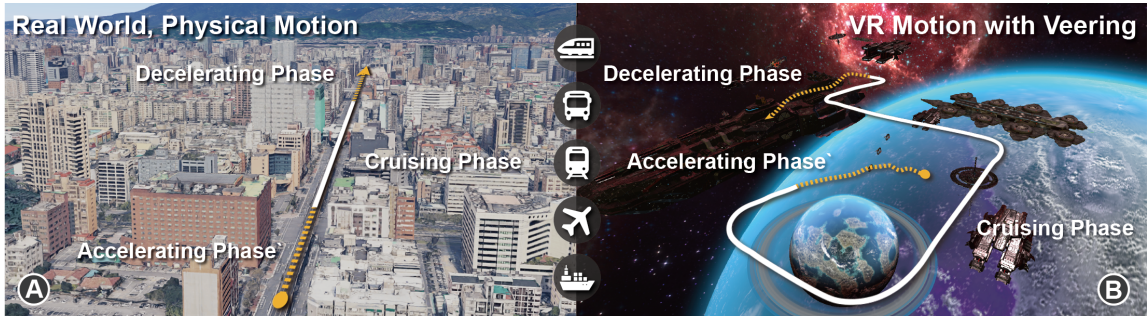 Real World, Physical Motion
Decelerating Phase
Cruising Phase
Accelerating Phase`
A
VR Motion with Veering
Decelerating Phase
Accelerating Phase`
Cruising Phase
B